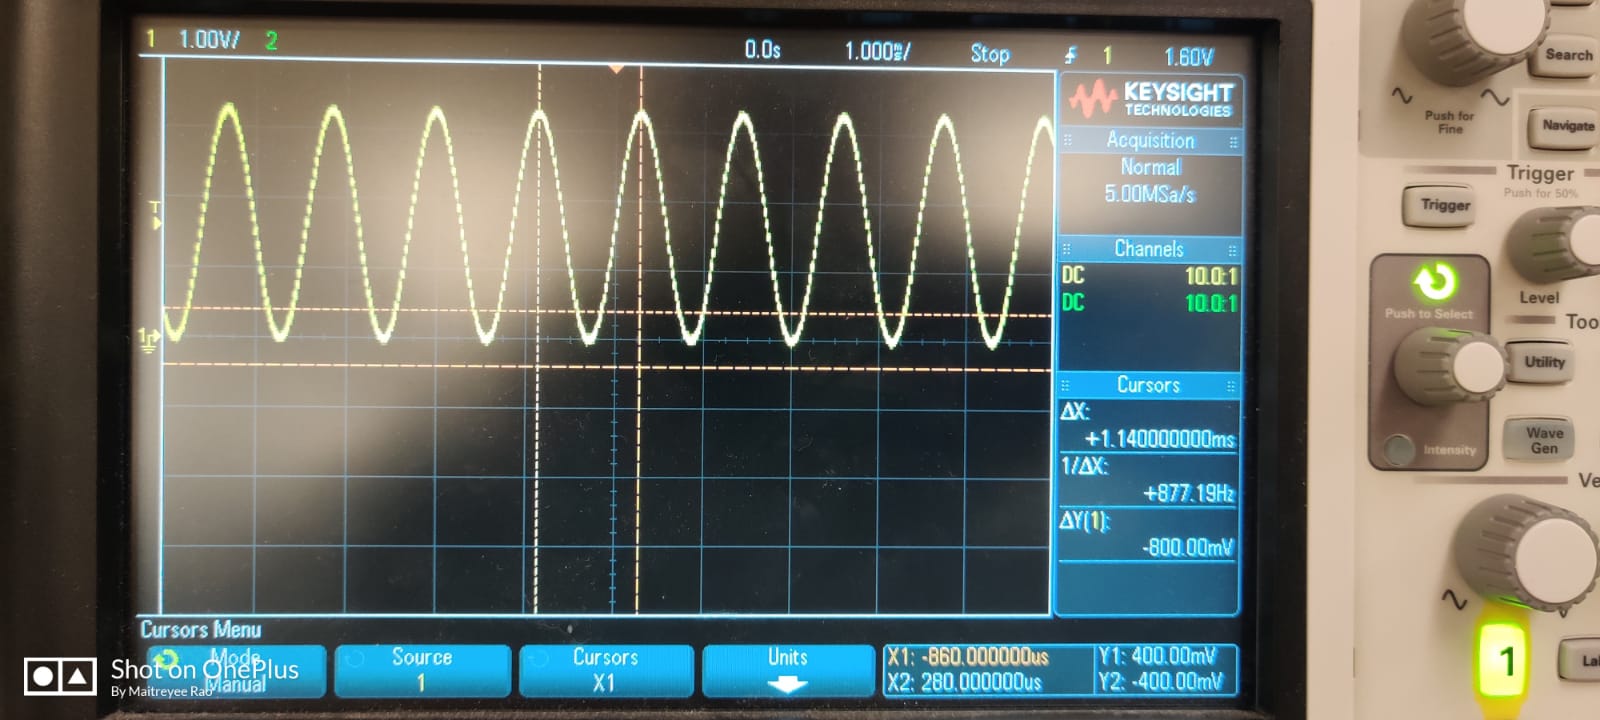 1 1.00V/ 2 0.0s 1.000ms/ Stop 1 1.60V
KEYSIGHT
TECHNOLOGIES
Acquisition
Normal
5.00MSa/s
Channels
DC 10.0:1
DC 10.0:1
Cursors
ΔX:
+1.140000000ms
1/ΔX:
+877.19Hz
ΔY(1):
-800.00mV
T
1
Cursors Menu
Mode
Manual
Source
1
Cursors
X1
Units
X1: -860.000000us
X2: 280.000000us
Y1: 400.00mV
Y2: -400.00mV
Shot on OnePlus
By Maitreyee Rao
Push for
Fine
Search
Navigate
Trigger
Push for 50%
Trigger
Level
Push to Select
Intensity
Too
Utility
Wave
Gen
Ve
1
La